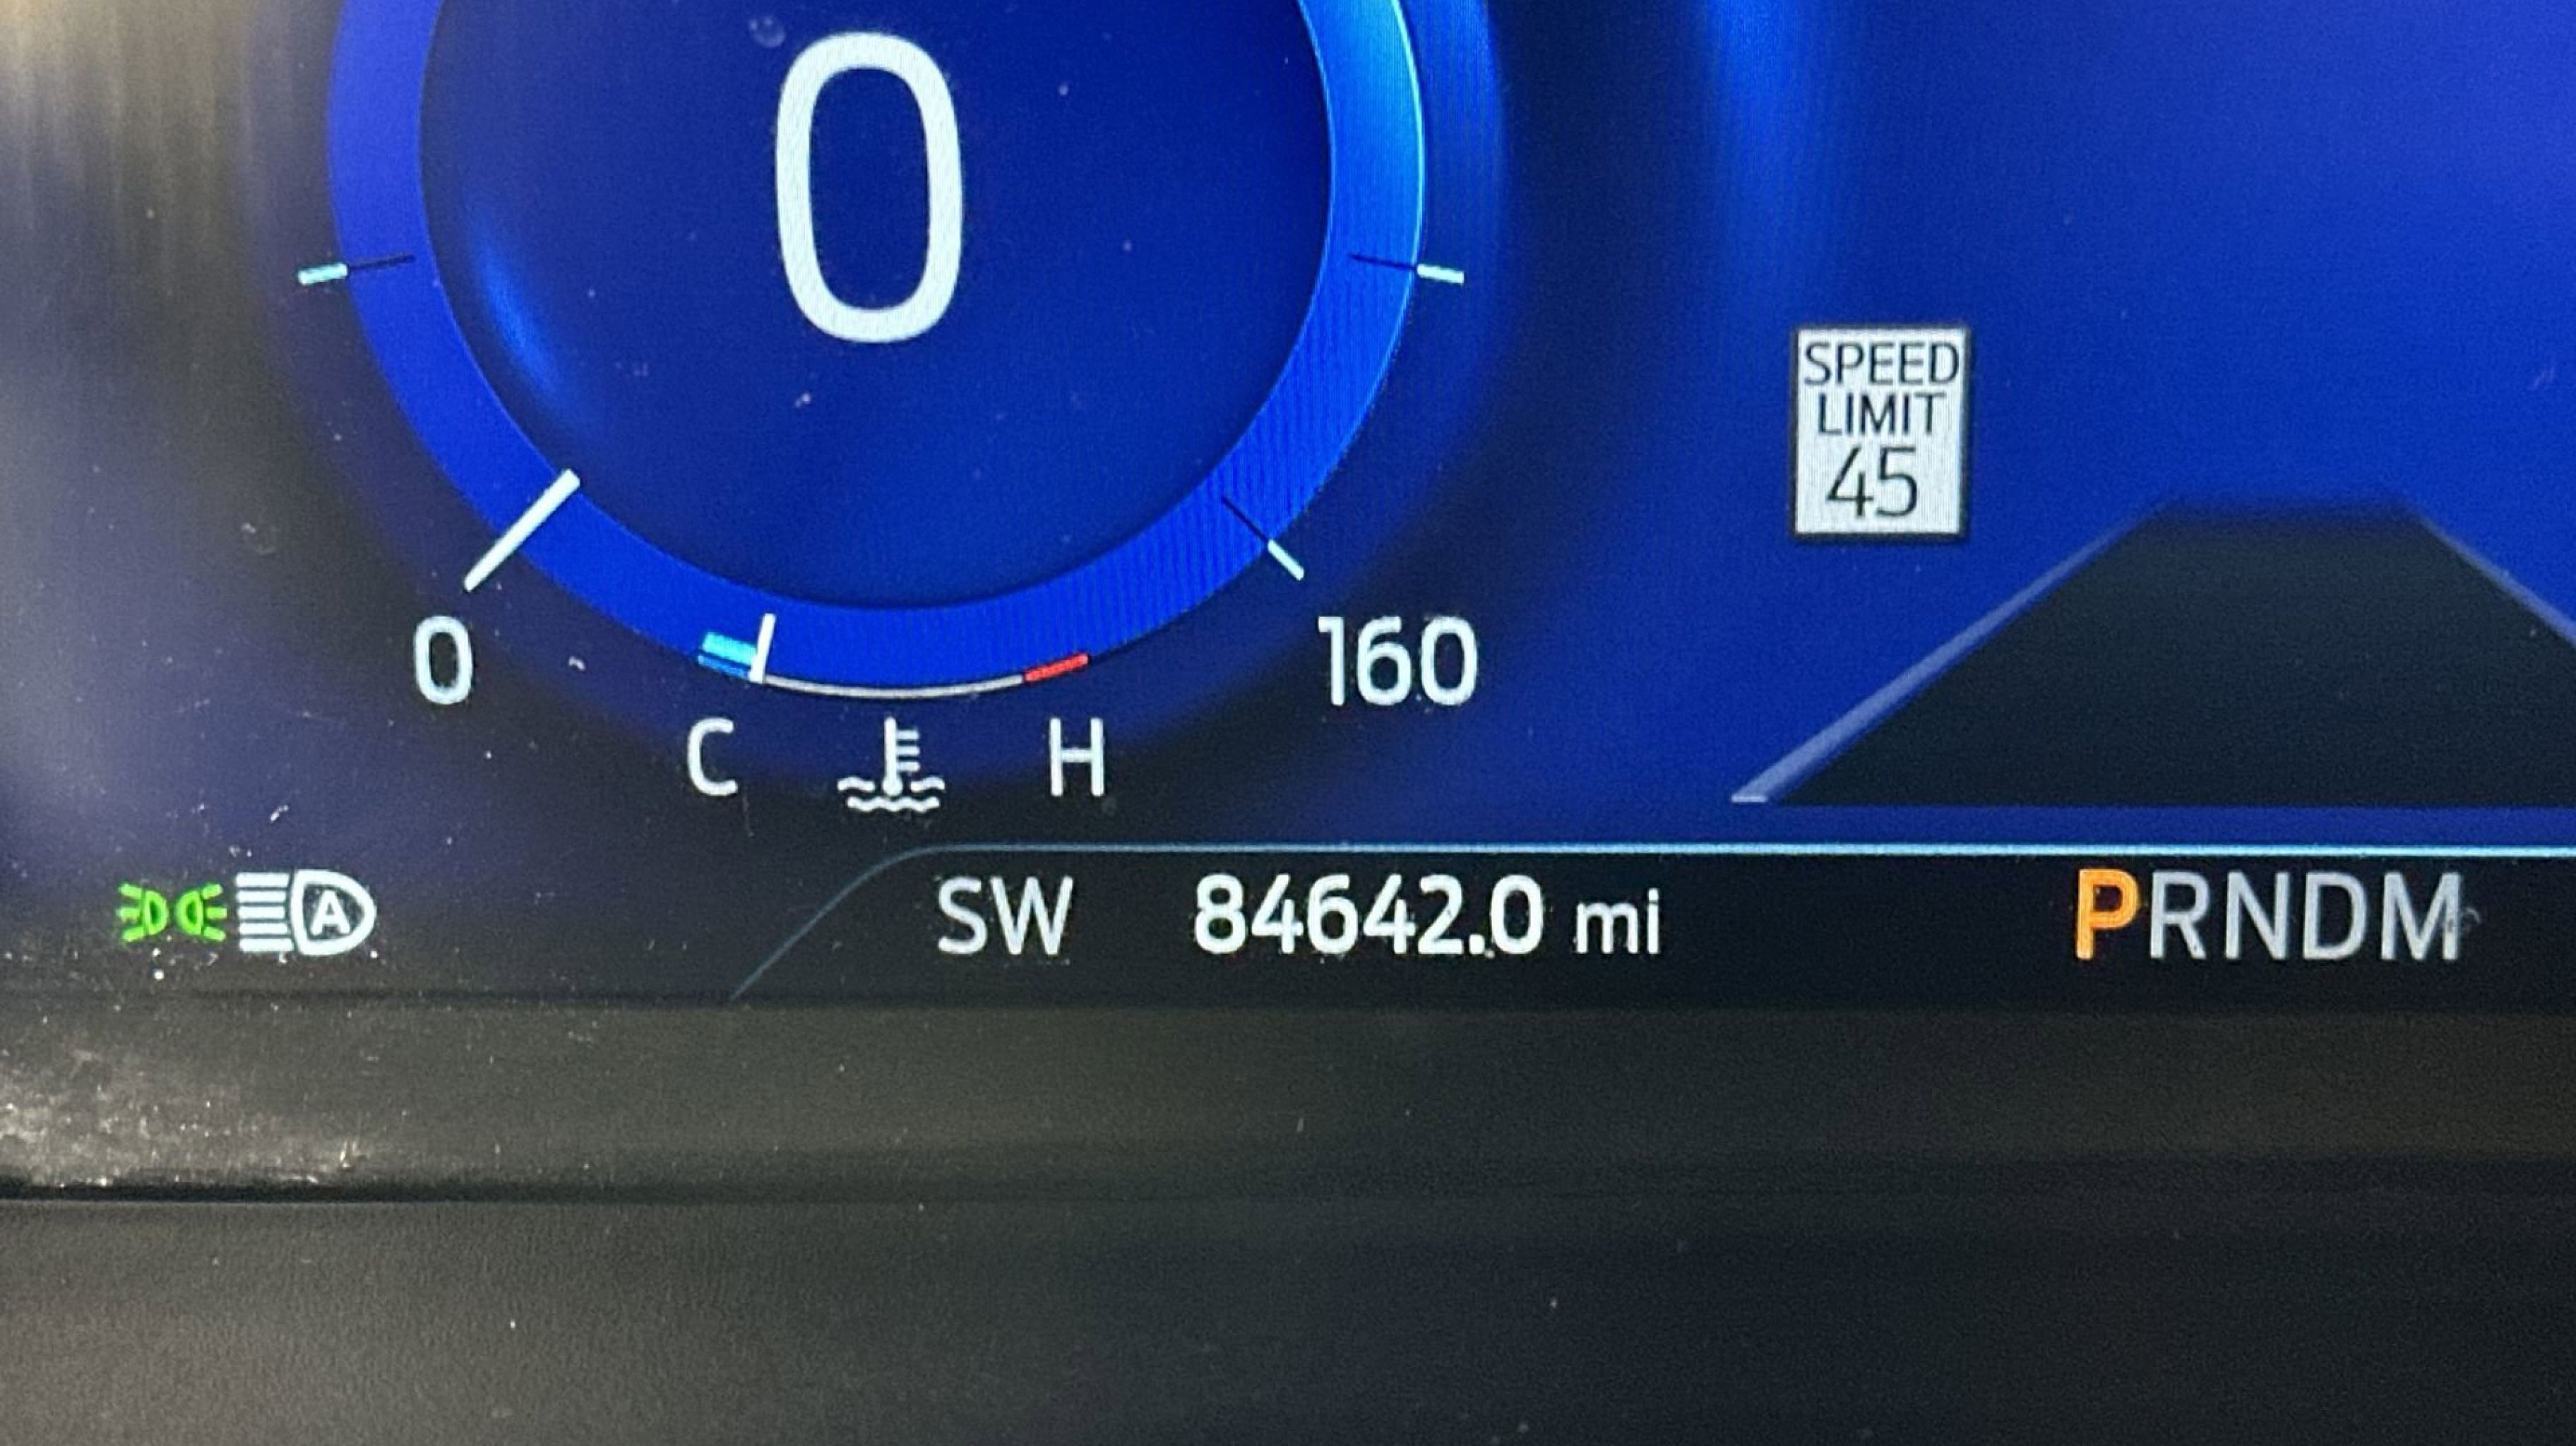 0
SPEED
LIMIT
45
0
160
C
H
A
SW 84642.0 mi
PRNDM